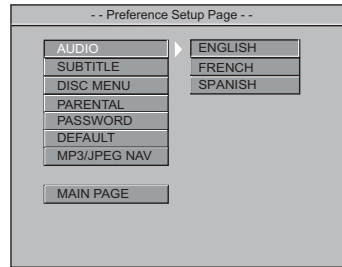 - - Preference Setup Page - -
AUDIO
SUBTITLE
DISC MENU
PARENTAL
PASSWORD
DEFAULT
MP3/JPEG NAV
MAIN PAGE
ENGLISH
FRENCH
SPANISH